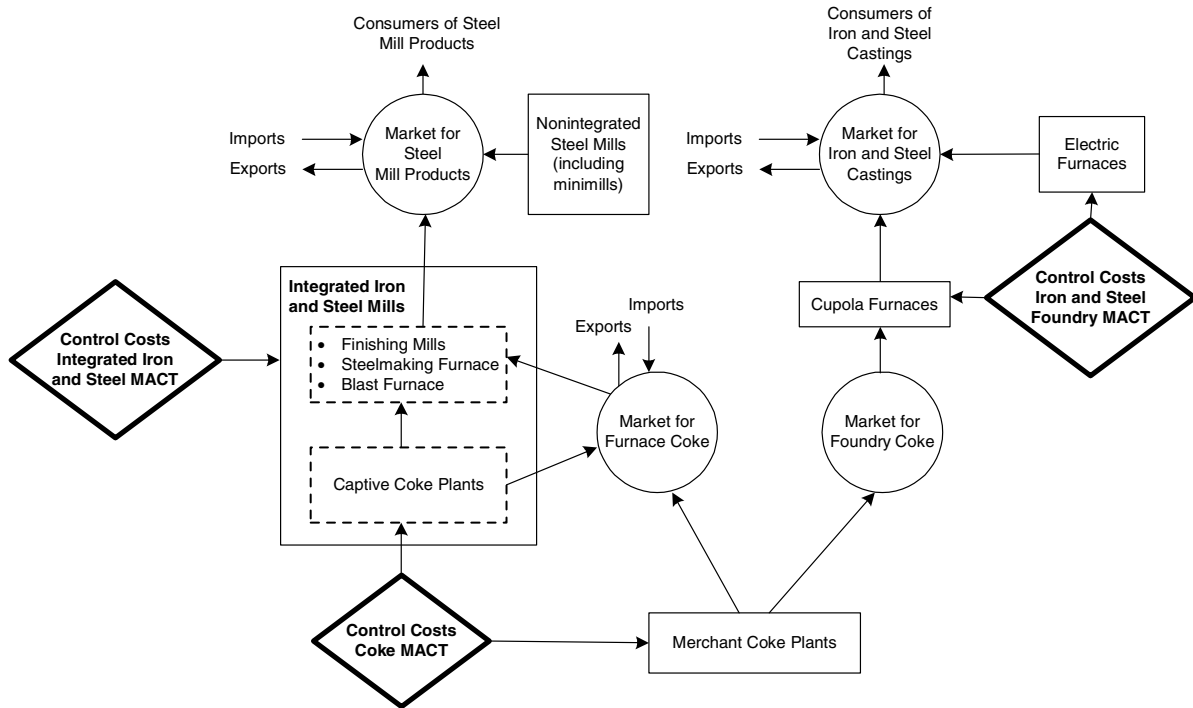 Consumers of Steel
Mill Products
Consumers of
Iron and Steel
Castings
Imports
Exports
Market for
Steel
Mill Products
Nonintegrated
Steel Mills
(including
minimills)
Imports
Exports
Market for
Iron and Steel
Castings
Electric
Furnaces
Control Costs
Integrated Iron
and Steel MACT
Integrated Iron
and Steel Mills
• Finishing Mills
• Steelmaking Furnace
• Blast Furnace
Captive Coke Plants
Exports
Imports
Market for
Furnace Coke
Cupola Furnaces
Control Costs
Iron and Steel
Foundry MACT
Market for
Foundry Coke
Control Costs
Coke MACT
Merchant Coke Plants